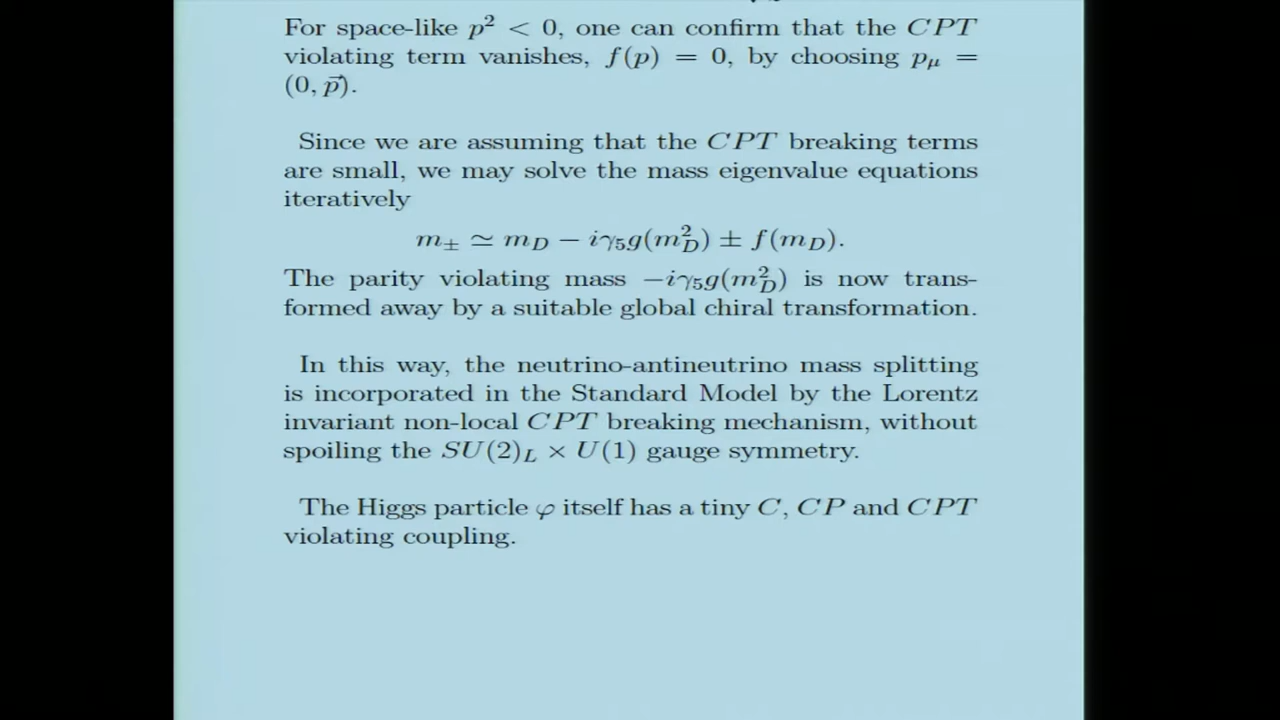 For space-like p² < 0, one can confirm that the CPT
violating term vanishes, f(p) = 0, by choosing p_μ =
(0, p⃗).
Since we are assuming that the CPT breaking terms
are small, we may solve the mass eigenvalue equations
iteratively
m_± ≃ m_D − iγ₅g(m_D²) ± f(m_D).
The parity violating mass −iγ₅g(m_D²) is now trans-
formed away by a suitable global chiral transformation.
In this way, the neutrino-antineutrino mass splitting
is incorporated in the Standard Model by the Lorentz
invariant non-local CPT breaking mechanism, without
spoiling the SU(2)_L × U(1) gauge symmetry.
The Higgs particle φ itself has a tiny C, CP and CPT
violating coupling.